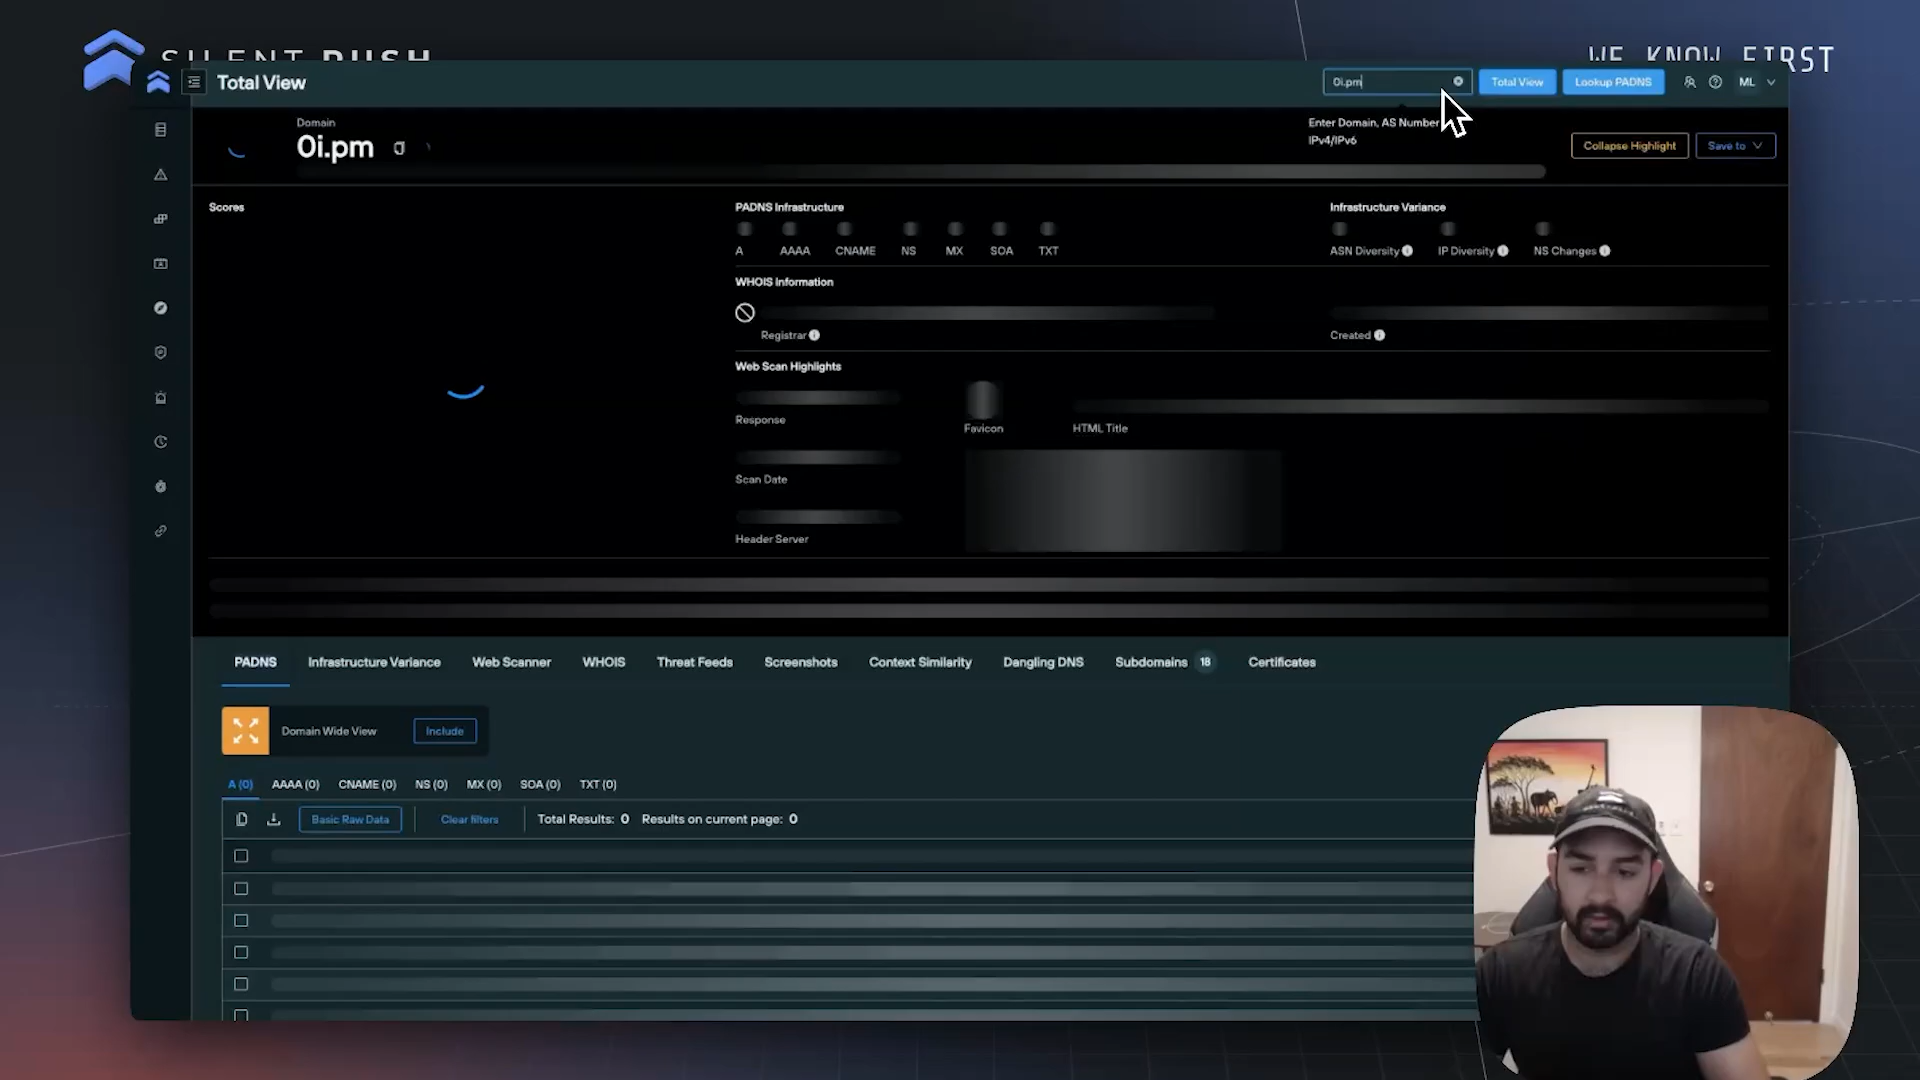 SILENT PUSH
WE KNOW FIRST
Total View
0i.pm
Total View
Lookup PADNS
ML
Domain
0i.pm
Enter Domain, AS Number
IPv4/IPv6
Collapse Highlight
Save to
Scores
PADNS Infrastructure
A AAAA CNAME NS MX SOA TXT
Infrastructure Variance
ASN Diversity IP Diversity NS Changes
WHOIS Information
Registrar
Created
Web Scan Highlights
Response
Favicon
HTML Title
Scan Date
Header Server
PADNS Infrastructure Variance Web Scanner WHOIS Threat Feeds Screenshots Context Similarity Dangling DNS Subdomains 18 Certificates
Domain Wide View
Include
A (0) AAAA (0) CNAME (0) NS (0) MX (0) SOA (0) TXT (0)
Basic Raw Data
Clear filters
Total Results: 0 Results on current page: 0